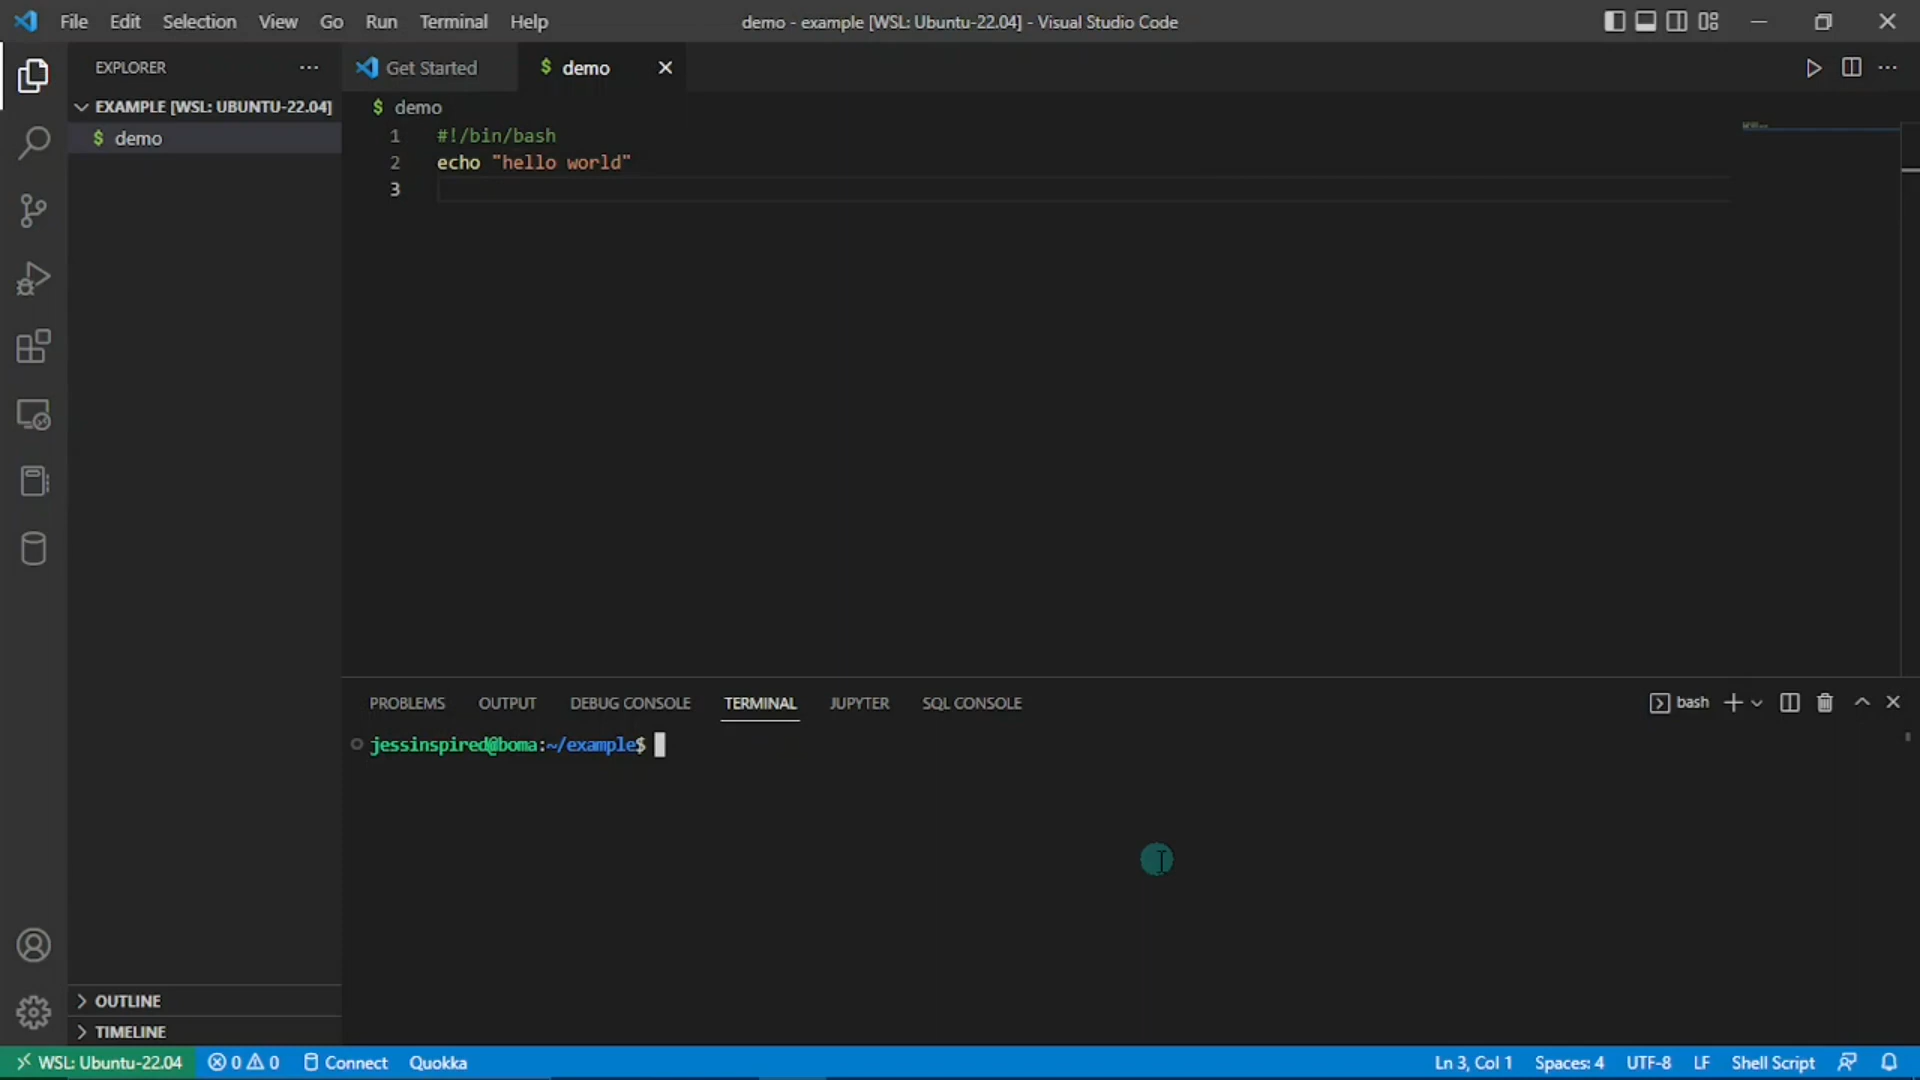 File Edit Selection View Go Run Terminal Help
demo - example [WSL: Ubuntu-22.04] - Visual Studio Code
EXPLORER
Get Started
$ demo
EXAMPLE [WSL: UBUNTU-22.04]
$ demo
$ demo
1 #!/bin/bash
2 echo "hello world"
3
PROBLEMS OUTPUT DEBUG CONSOLE TERMINAL JUPYTER SQL CONSOLE
bash
jessinspired@boma:~/example$
OUTLINE
TIMELINE
WSL: Ubuntu-22.04 0 0 Connect Quokka
Ln 3, Col 1 Spaces: 4 UTF-8 LF Shell Script